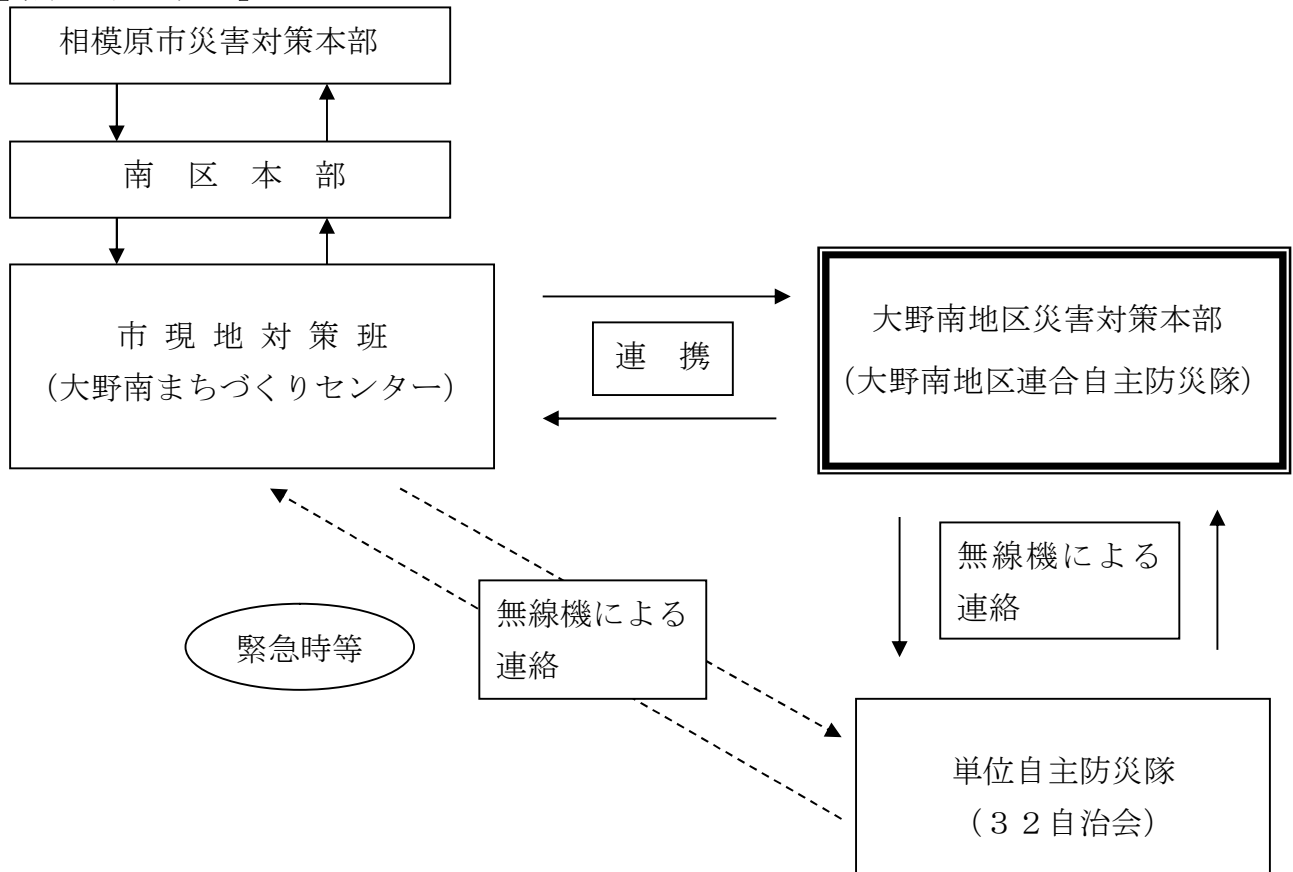 相模原市災害対策本部
南 区 本 部
市 現 地 対 策 班
（大野南まちづくりセンター）
連 携
大野南地区災害対策本部
（大野南地区連合自主防災隊）
無線機による
連絡
緊急時等
無線機による
連絡
単位自主防災隊
（３２自治会）